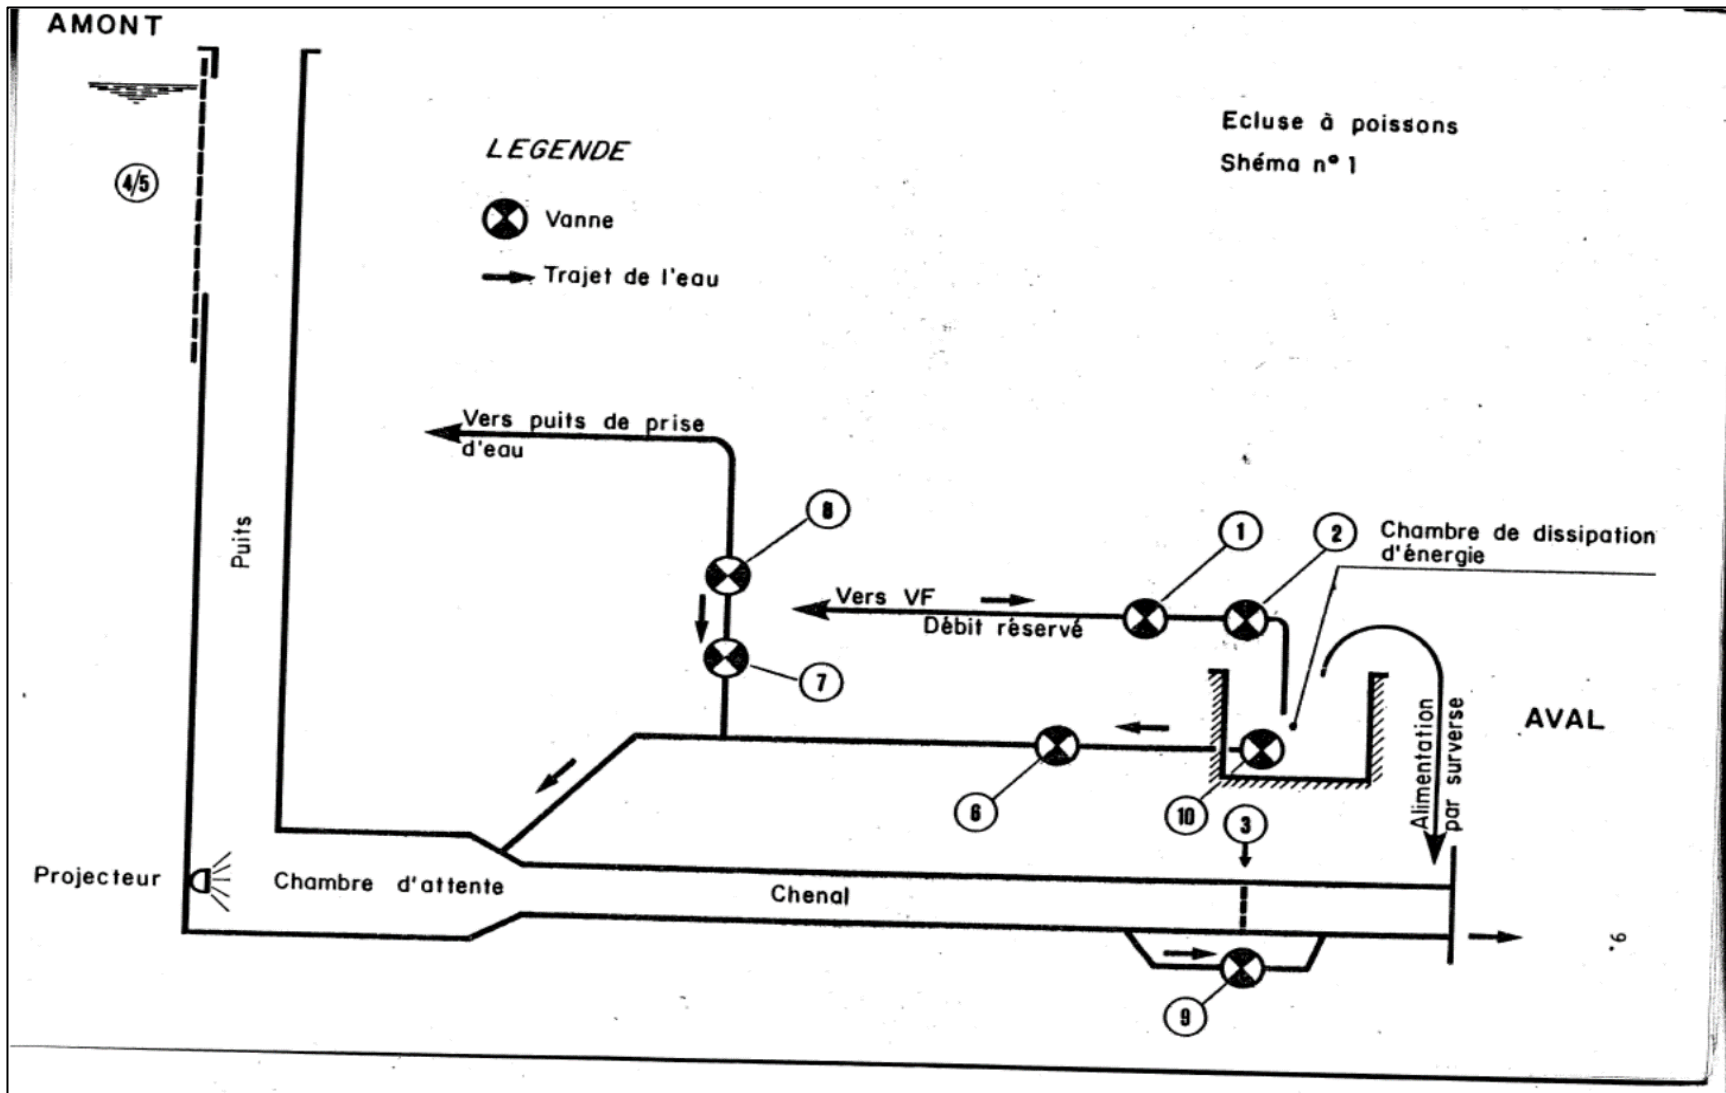 AMONT
Ecluse à poissons
Shéma n° 1
LEGENDE
Vanne
Trajet de l'eau
4/5
Vers puits de prise
d'eau
8
1
2
Chambre de dissipation
d'énergie
Puits
Vers VF
Débit réservé
7
6
10
3
Alimentation
par surverse
AVAL
Projecteur
Chambre d'attente
Chenal
9
9.